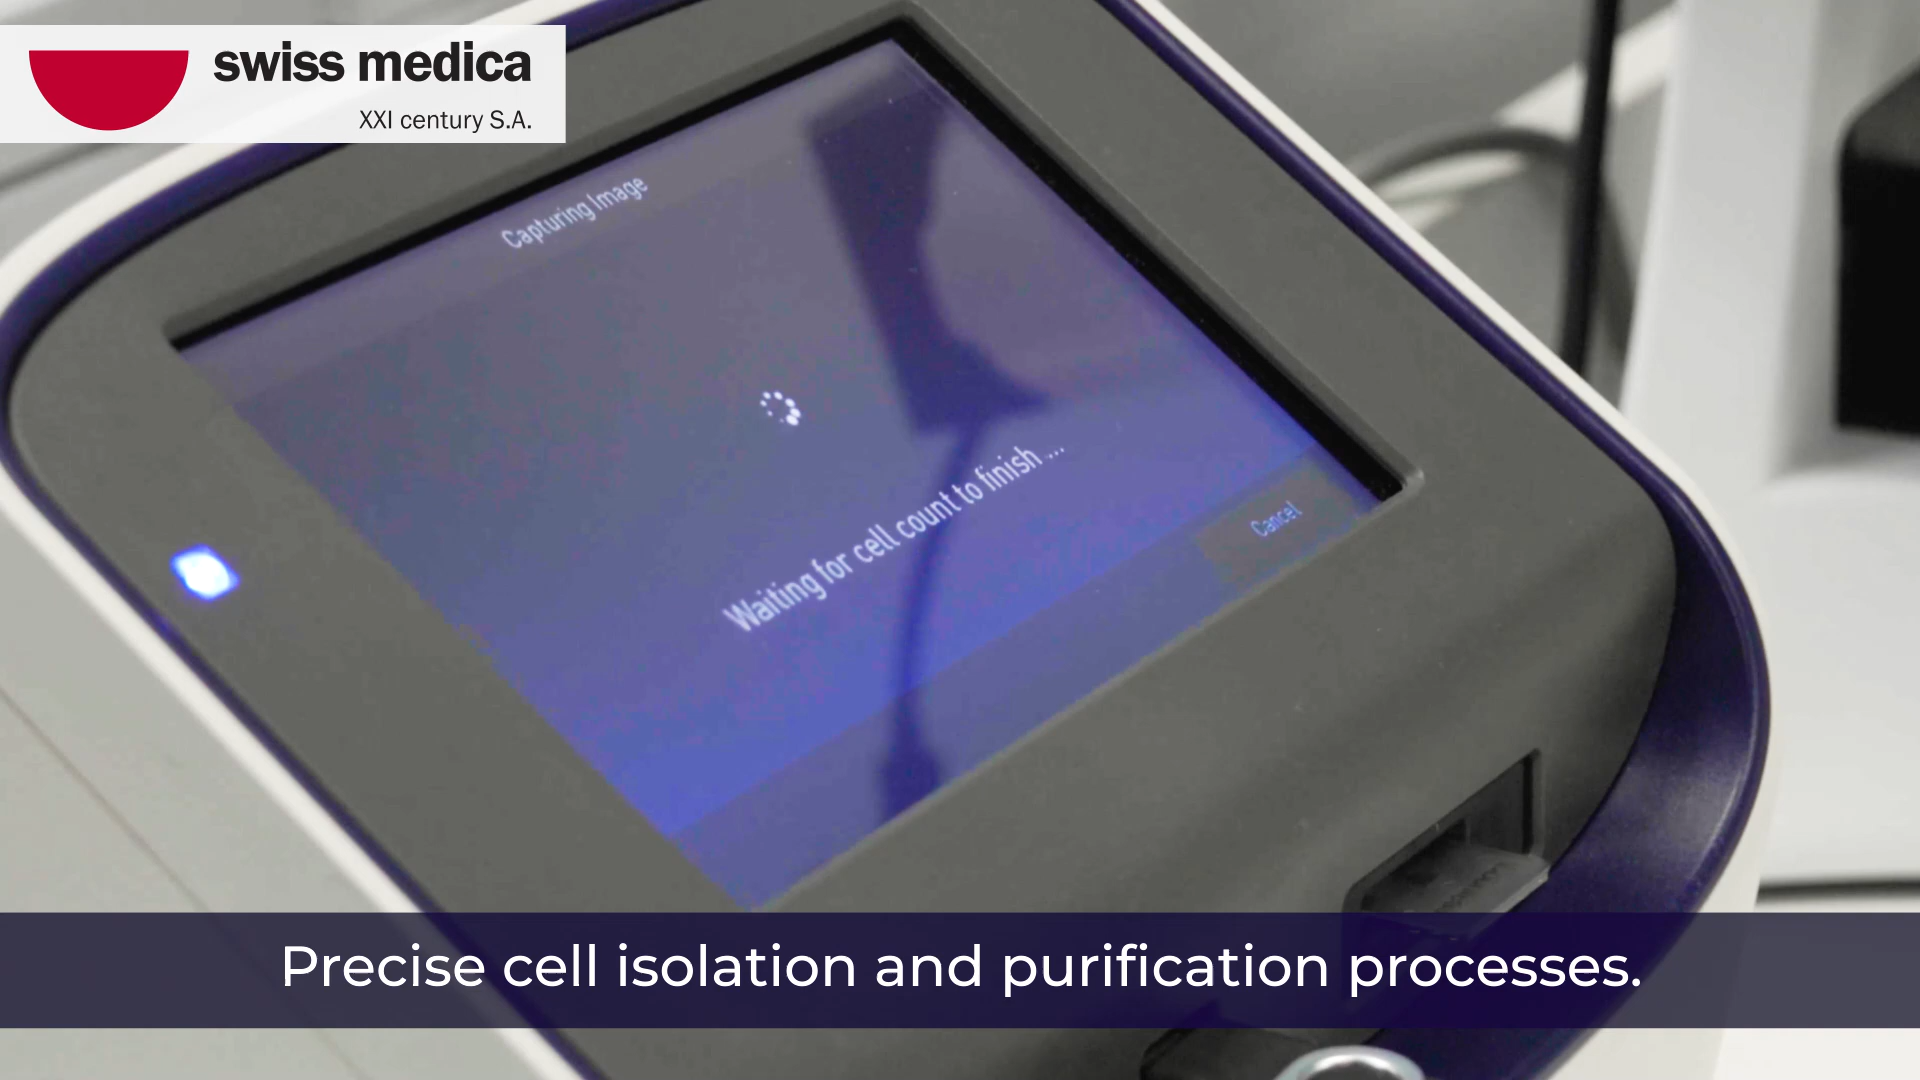 swiss medica
XXI century S.A.
Capturing Image
Waiting for cell count to finish ...
Cancel
Precise cell isolation and purification processes.